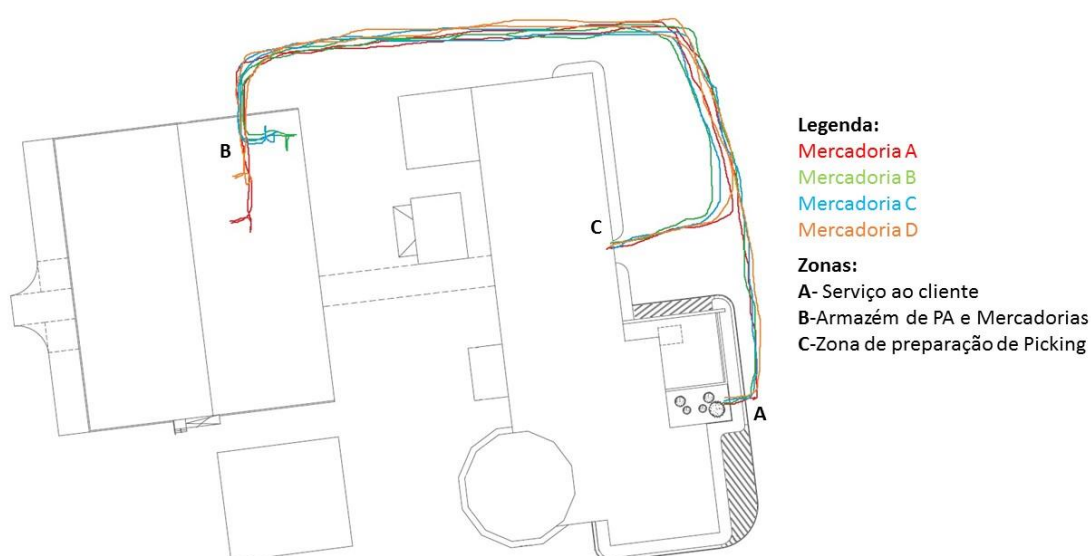 B
C
A
Legenda:
Mercadoria A
Mercadoria B
Mercadoria C
Mercadoria D
Zonas:
A- Serviço ao cliente
B-Armazém de PA e Mercadorias
C-Zona de preparação de Picking